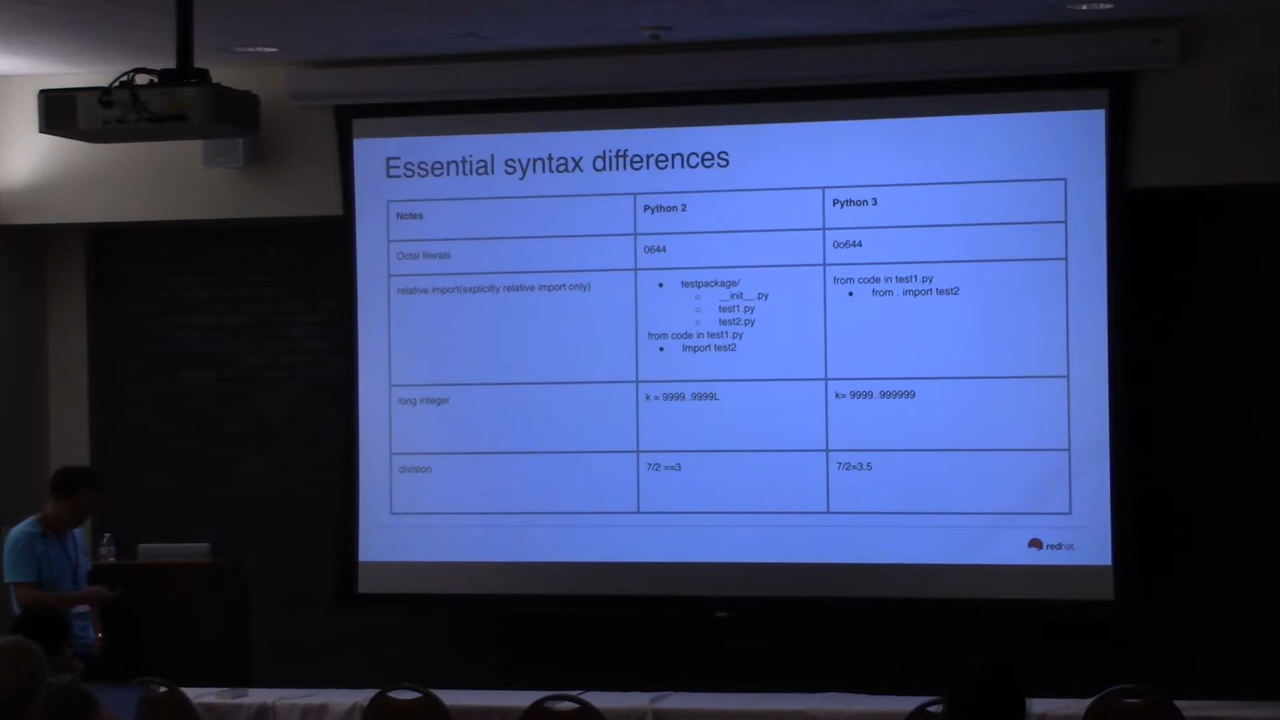 Essential syntax differences
Notes
Python 2
Python 3
Octal literals
0644
0o644
relative import(explicitly relative import only)
testpackage/
__init__.py
test1.py
test2.py
from code in test1.py
Import test2
from code in test1.py
from . import test2
long integer
k = 9999..9999L
k= 9999..999999
division
7/2 ==3
7/2=3.5
redhat.